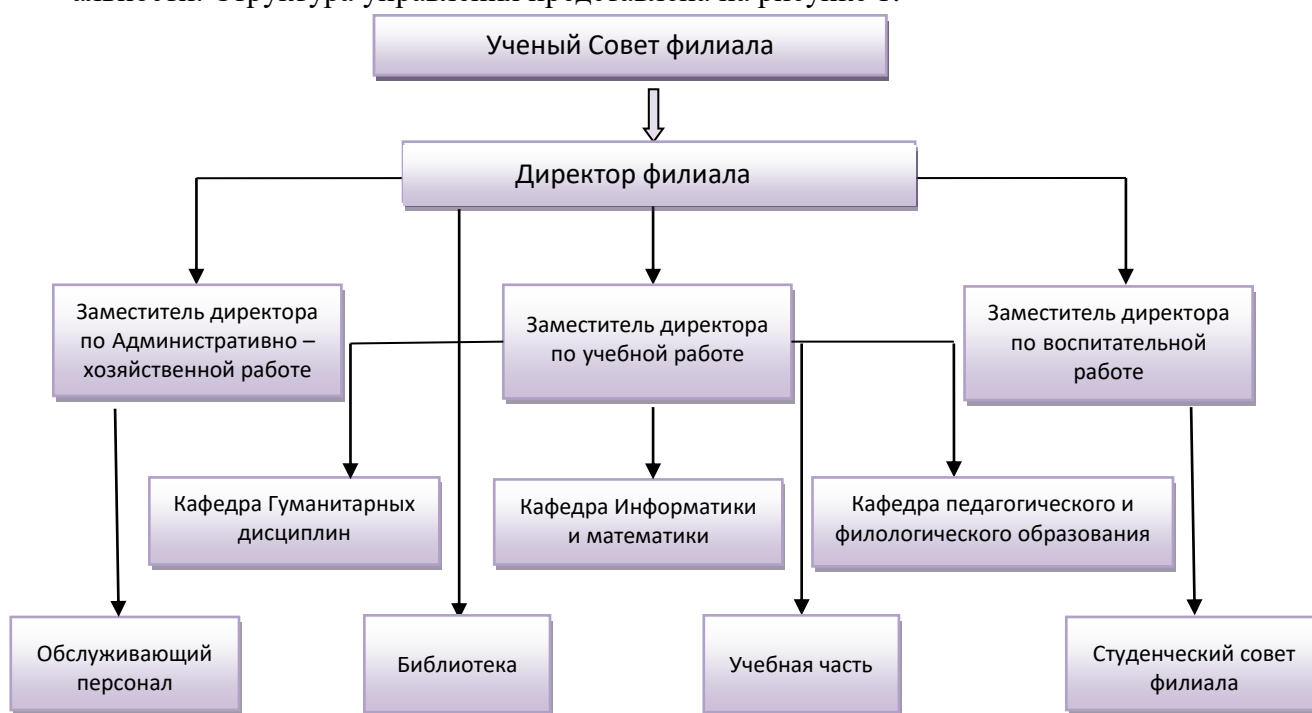 Ученый Совет филиала
Директор филиала
Заместитель директора
по Административно –
хозяйственной работе
Заместитель директора
по учебной работе
Заместитель директора
по воспитательной
работе
Кафедра Гуманитарных
дисциплин
Кафедра Информатики
и математики
Кафедра педагогического и
филологического образования
Обслуживающий
персонал
Библиотека
Учебная часть
Студенческий совет
филиала